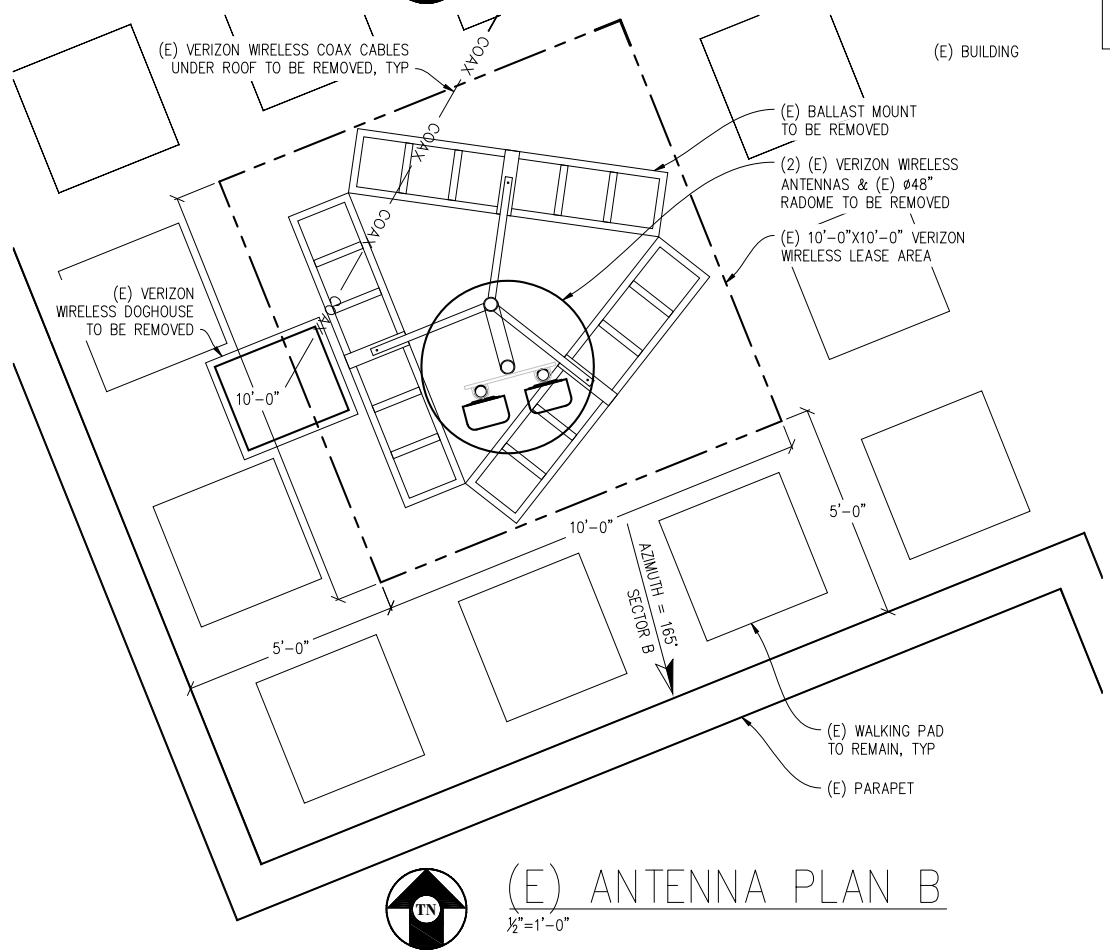 (E) VERIZON WIRELESS COAX CABLES
UNDER ROOF TO BE REMOVED, TYP
COAX
COAX
COAX
COAX
(E) BUILDING
(E) BALLAST MOUNT
TO BE REMOVED
(2) (E) VERIZON WIRELESS
ANTENNAS & (E) ø48"
RADOME TO BE REMOVED
(E) 10'-0"X10'-0" VERIZON
WIRELESS LEASE AREA
(E) VERIZON
WIRELESS DOGHOUSE
TO BE REMOVED
10'-0"
10'-0"
5'-0"
5'-0"
AZIMUTH = 165°
SECTOR B
(E) WALKING PAD
TO REMAIN, TYP
(E) PARAPET
TN
(E) ANTENNA PLAN B
½"=1'-0"